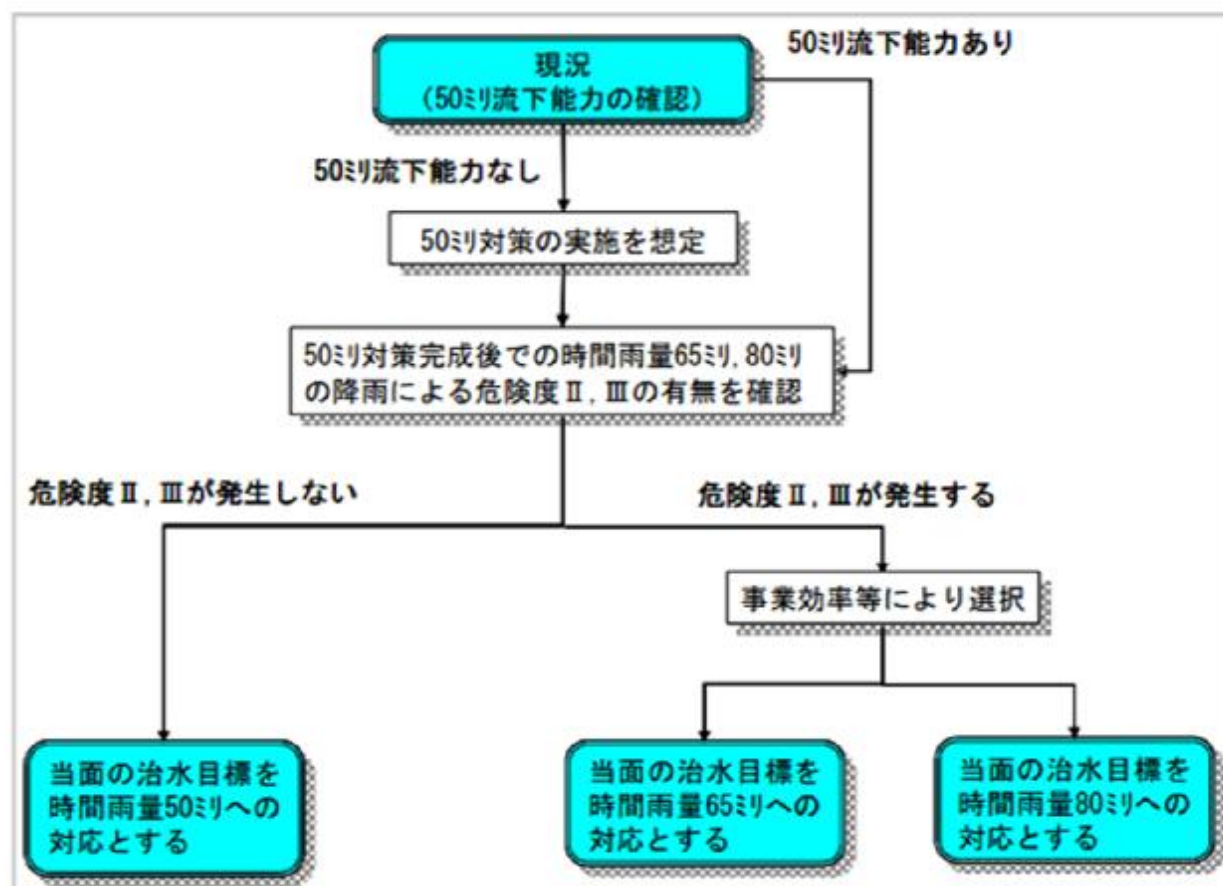 50ﾐﾘ流下能力あり
現況
(50ﾐﾘ流下能力の確認)
50ﾐﾘ流下能力なし
50ﾐﾘ対策の実施を想定
50ﾐﾘ対策完成後での時間雨量65ﾐﾘ,80ﾐﾘ
の降雨による危険度Ⅱ,Ⅲの有無を確認
危険度Ⅱ,Ⅲが発生しない
危険度Ⅱ,Ⅲが発生する
事業効率等により選択
当面の治水目標を
時間雨量50ﾐﾘへの
対応とする
当面の治水目標を
時間雨量65ﾐﾘへの
対応とする
当面の治水目標を
時間雨量80ﾐﾘへの
対応とする